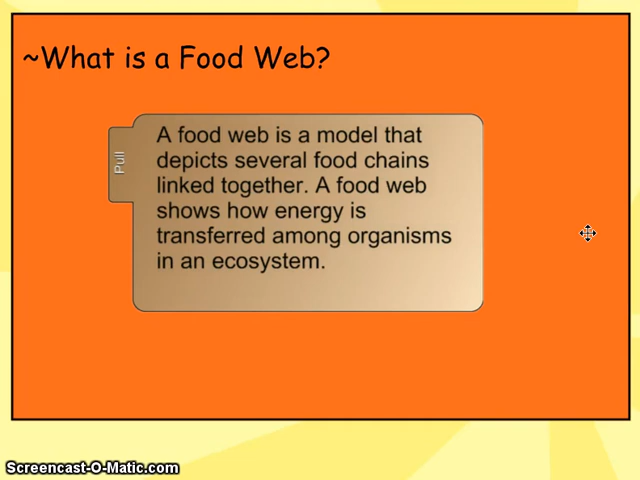 ~What is a Food Web?
Pull
A food web is a model that
depicts several food chains
linked together. A food web
shows how energy is
transferred among organisms
in an ecosystem.
Screencast-O-Matic.com